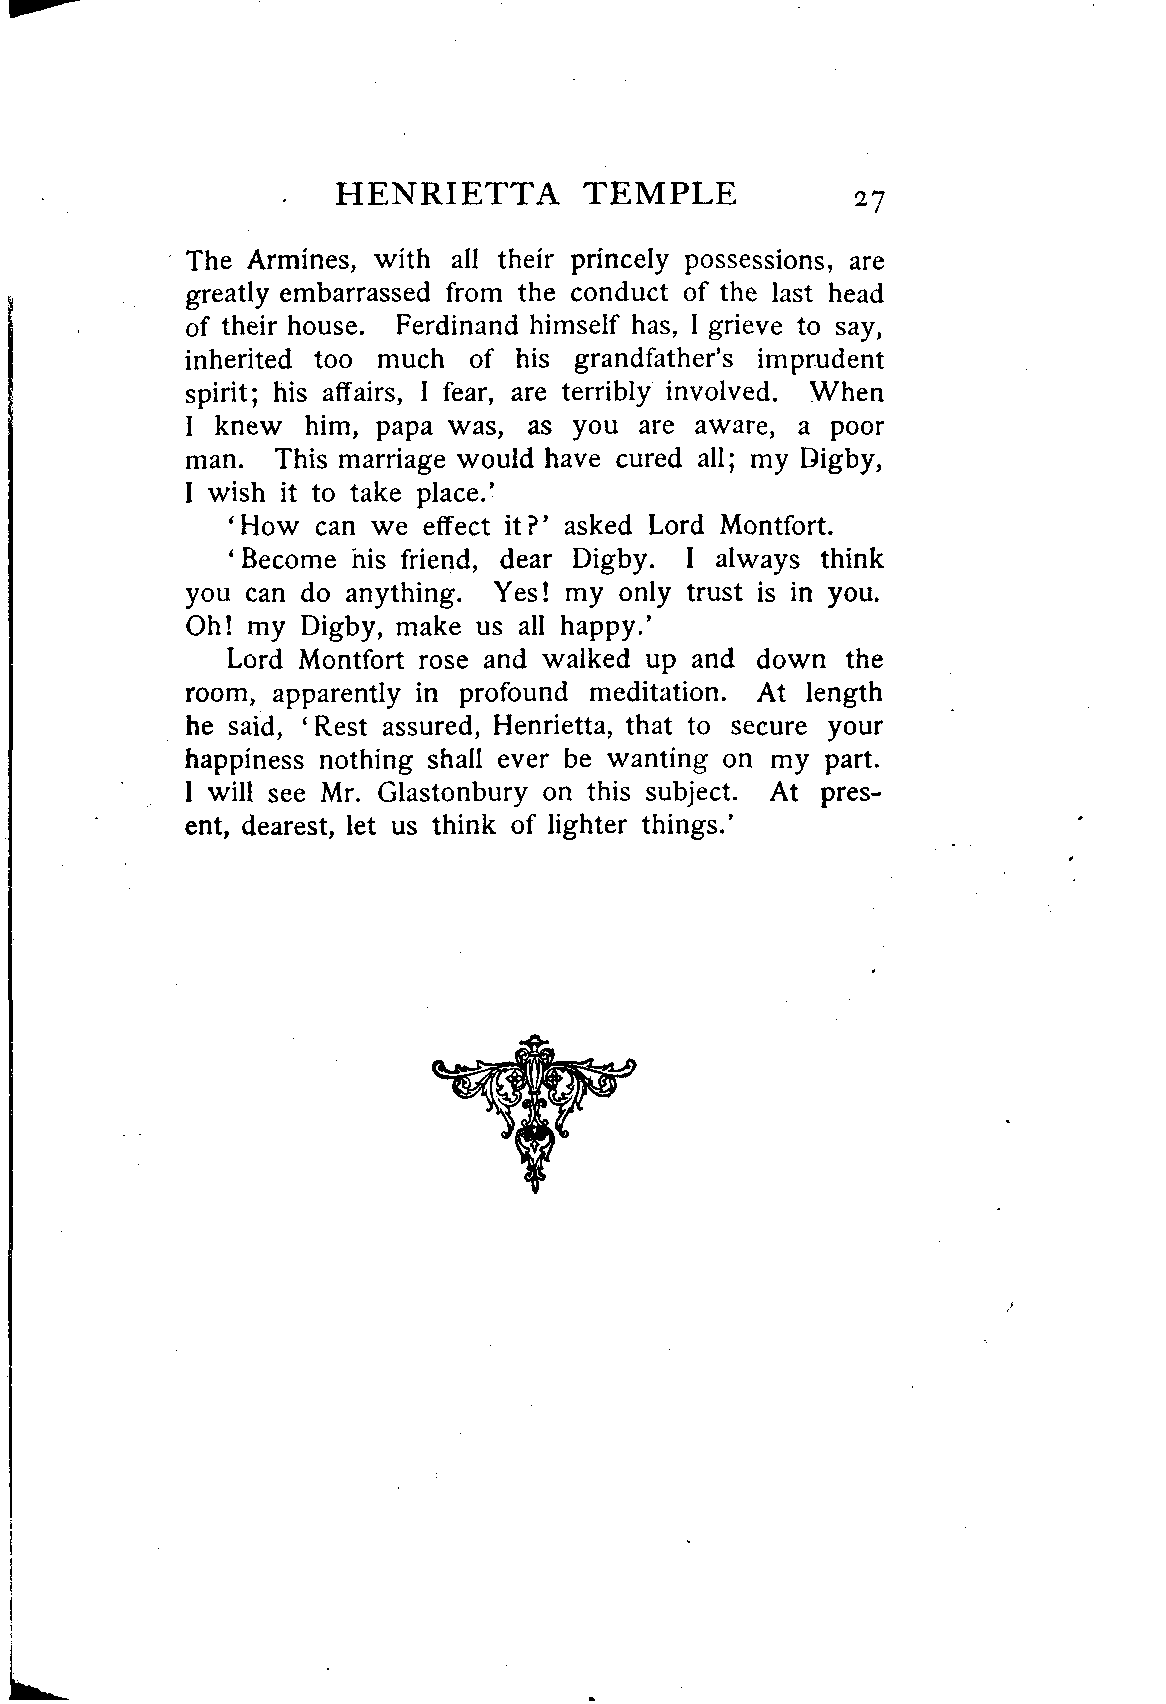 HENRIETTA TEMPLE 27
The Armines, with all their princely possessions, are
greatly embarrassed from the conduct of the last head
of their house. Ferdinand himself has, I grieve to say,
inherited too much of his grandfather's imprudent
spirit; his affairs, I fear, are terribly involved. When
I knew him, papa was, as you are aware, a poor
man. This marriage would have cured all; my Digby,
I wish it to take place.'
‘How can we effect it?’ asked Lord Montfort.
‘Become his friend, dear Digby. I always think
you can do anything. Yes! my only trust is in you.
Oh! my Digby, make us all happy.’
Lord Montfort rose and walked up and down the
room, apparently in profound meditation. At length
he said, ‘Rest assured, Henrietta, that to secure your
happiness nothing shall ever be wanting on my part.
I will see Mr. Glastonbury on this subject. At pres-
ent, dearest, let us think of lighter things.’